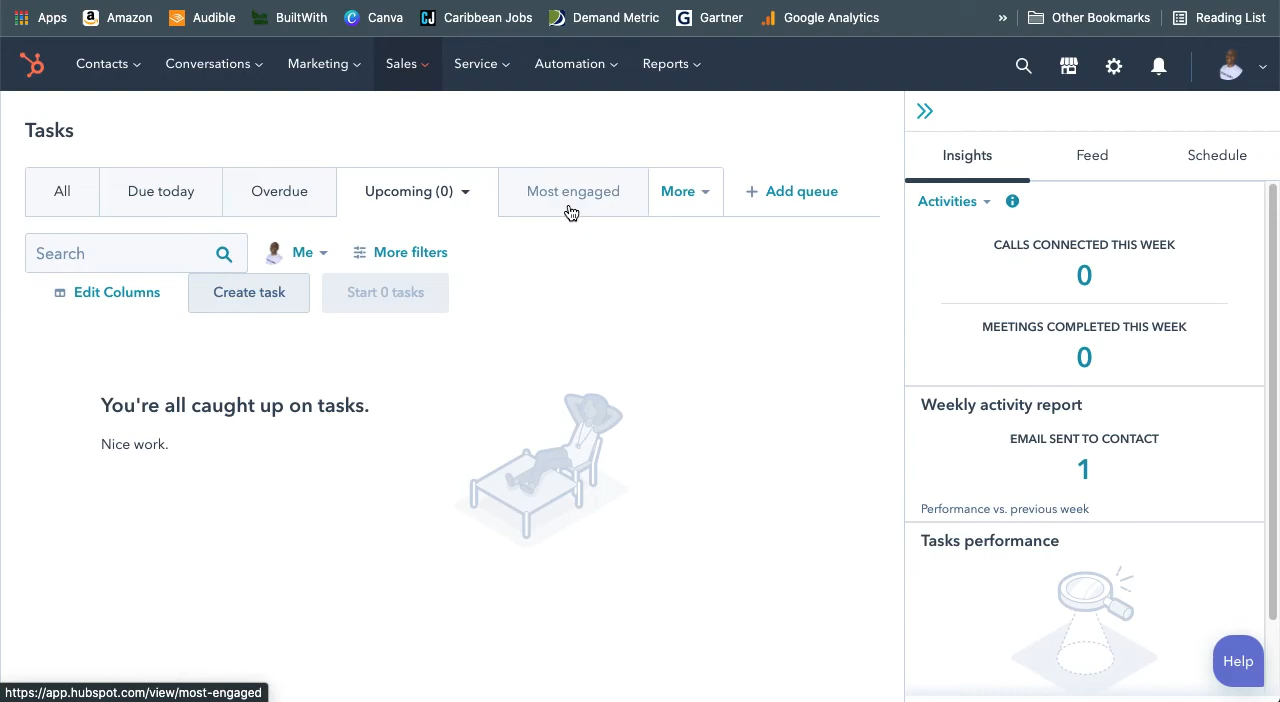 Apps Amazon Audible BuiltWith Canva Caribbean Jobs Demand Metric Gartner Google Analytics » Other Bookmarks Reading List
Contacts Conversations Marketing Sales Service Automation Reports
Tasks
All Due today Overdue Upcoming (0) Most engaged More + Add queue
Search Me More filters
Edit Columns Create task Start 0 tasks
You're all caught up on tasks.
Nice work.
Insights Feed Schedule
Activities
CALLS CONNECTED THIS WEEK
0
MEETINGS COMPLETED THIS WEEK
0
Weekly activity report
EMAIL SENT TO CONTACT
1
Performance vs. previous week
Tasks performance
Help
https://app.hubspot.com/view/most-engaged